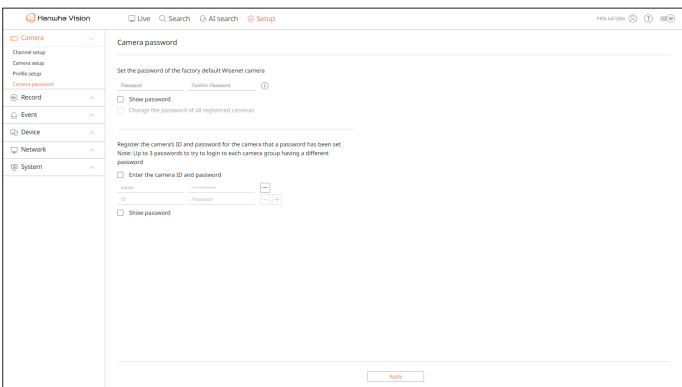 Hanwha Vision
Live Search AI search Setup
PRN-6410B4
Camera
Channel setup
Camera setup
Profile setup
Camera password
Record
Event
Device
Network
System
Camera password
Set the password of the factory default Wisenet camera
Password Confirm Password
Show password
Change the password of all registered cameras
Register the camera's ID and password for the camera that a password has been set
Note: Up to 3 passwords to try to login to each camera group having a different
password
Enter the camera ID and password
admin
ID Password
Show password
Apply